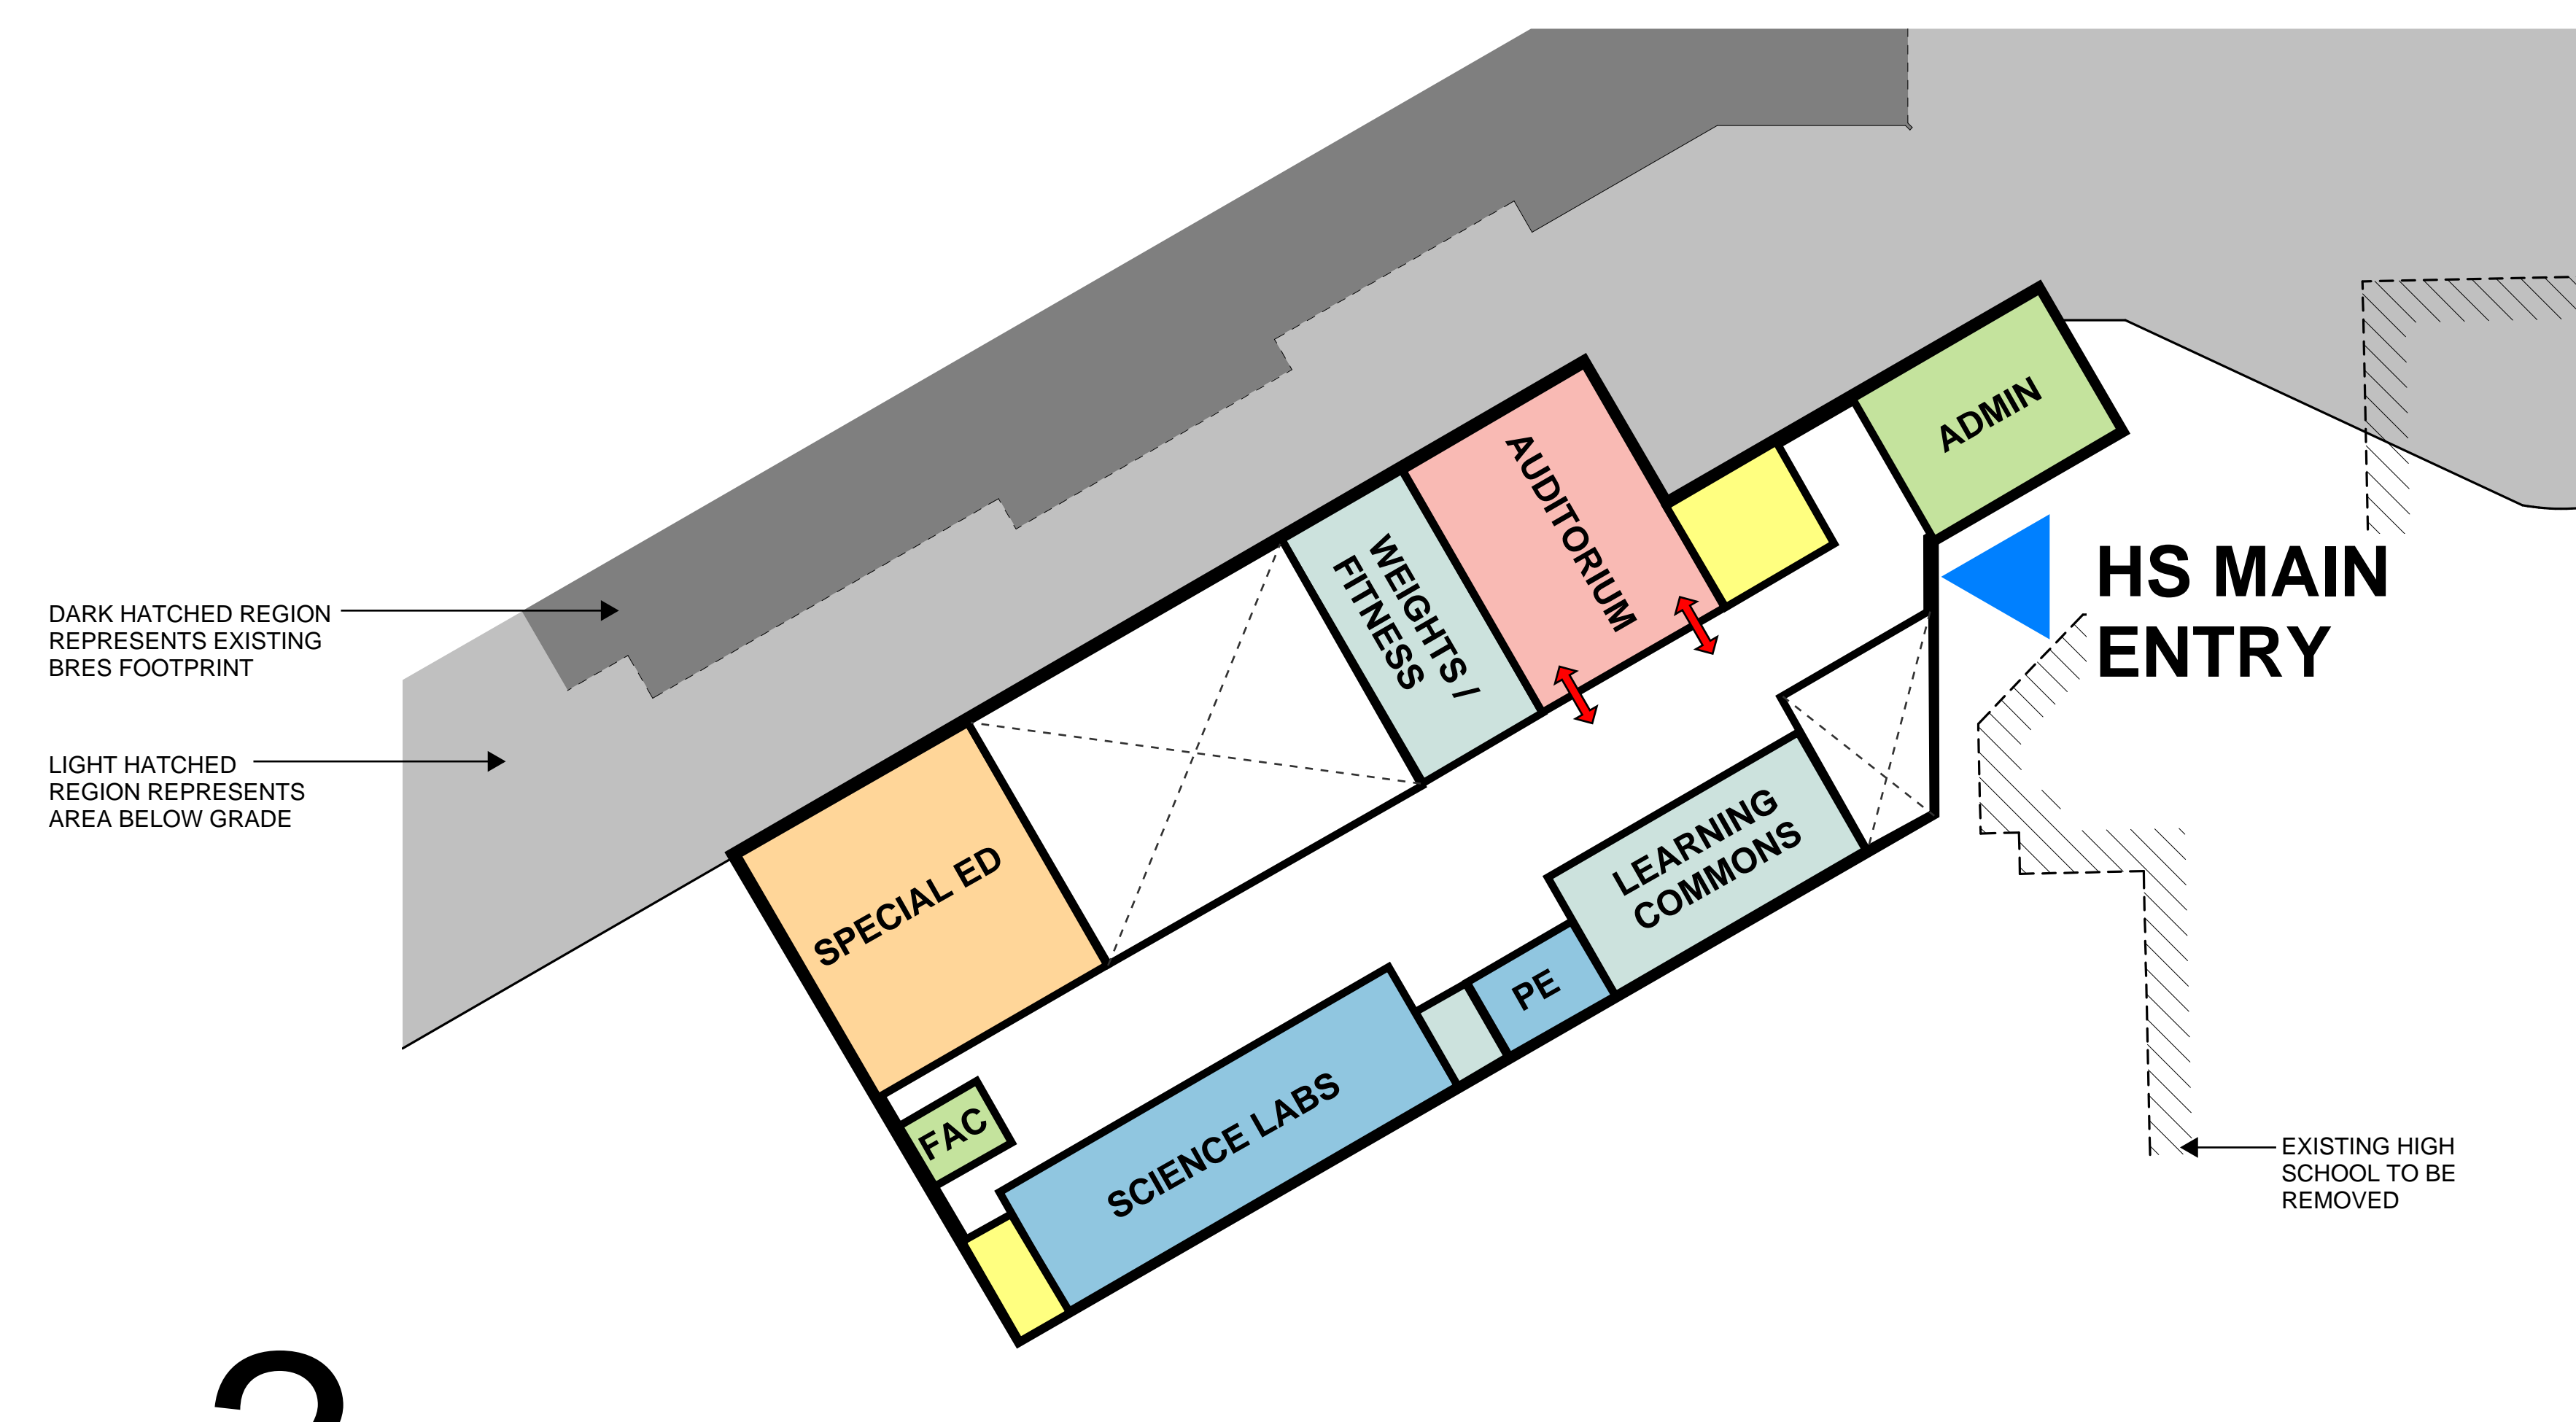 ADMIN
AUDITORIUM
WEIGHTS /
FITNESS
HS MAIN
ENTRY
DARK HATCHED REGION
REPRESENTS EXISTING
BRES FOOTPRINT
LIGHT HATCHED
REGION REPRESENTS
AREA BELOW GRADE
SPECIAL ED
LEARNING
COMMONS
PE
FAC
SCIENCE LABS
EXISTING HIGH
SCHOOL TO BE
REMOVED